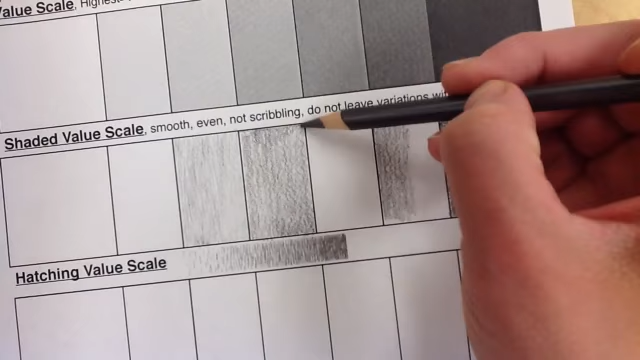 Value Scale, Highest
Shaded Value Scale, smooth, even, not scribbling, do not leave variations
Hatching Value Scale